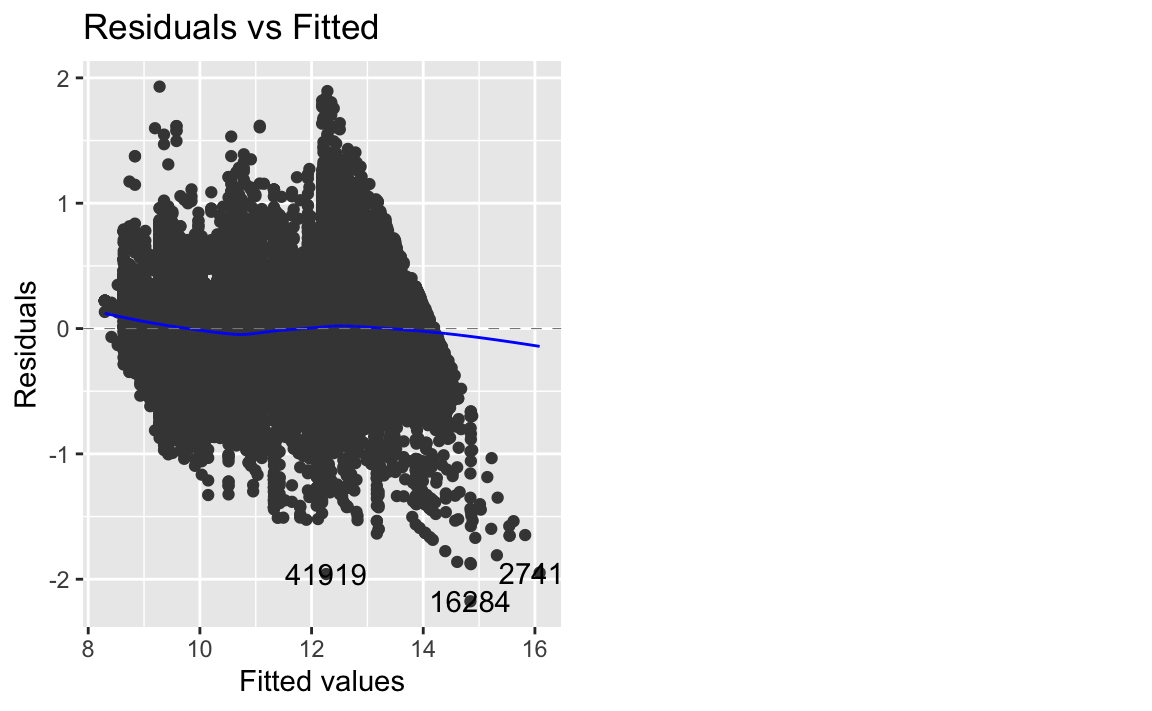 Residuals vs Fitted
2
1
0
-1
-2
Residuals
41919
2741
16284
8 10 12 14 16
Fitted values